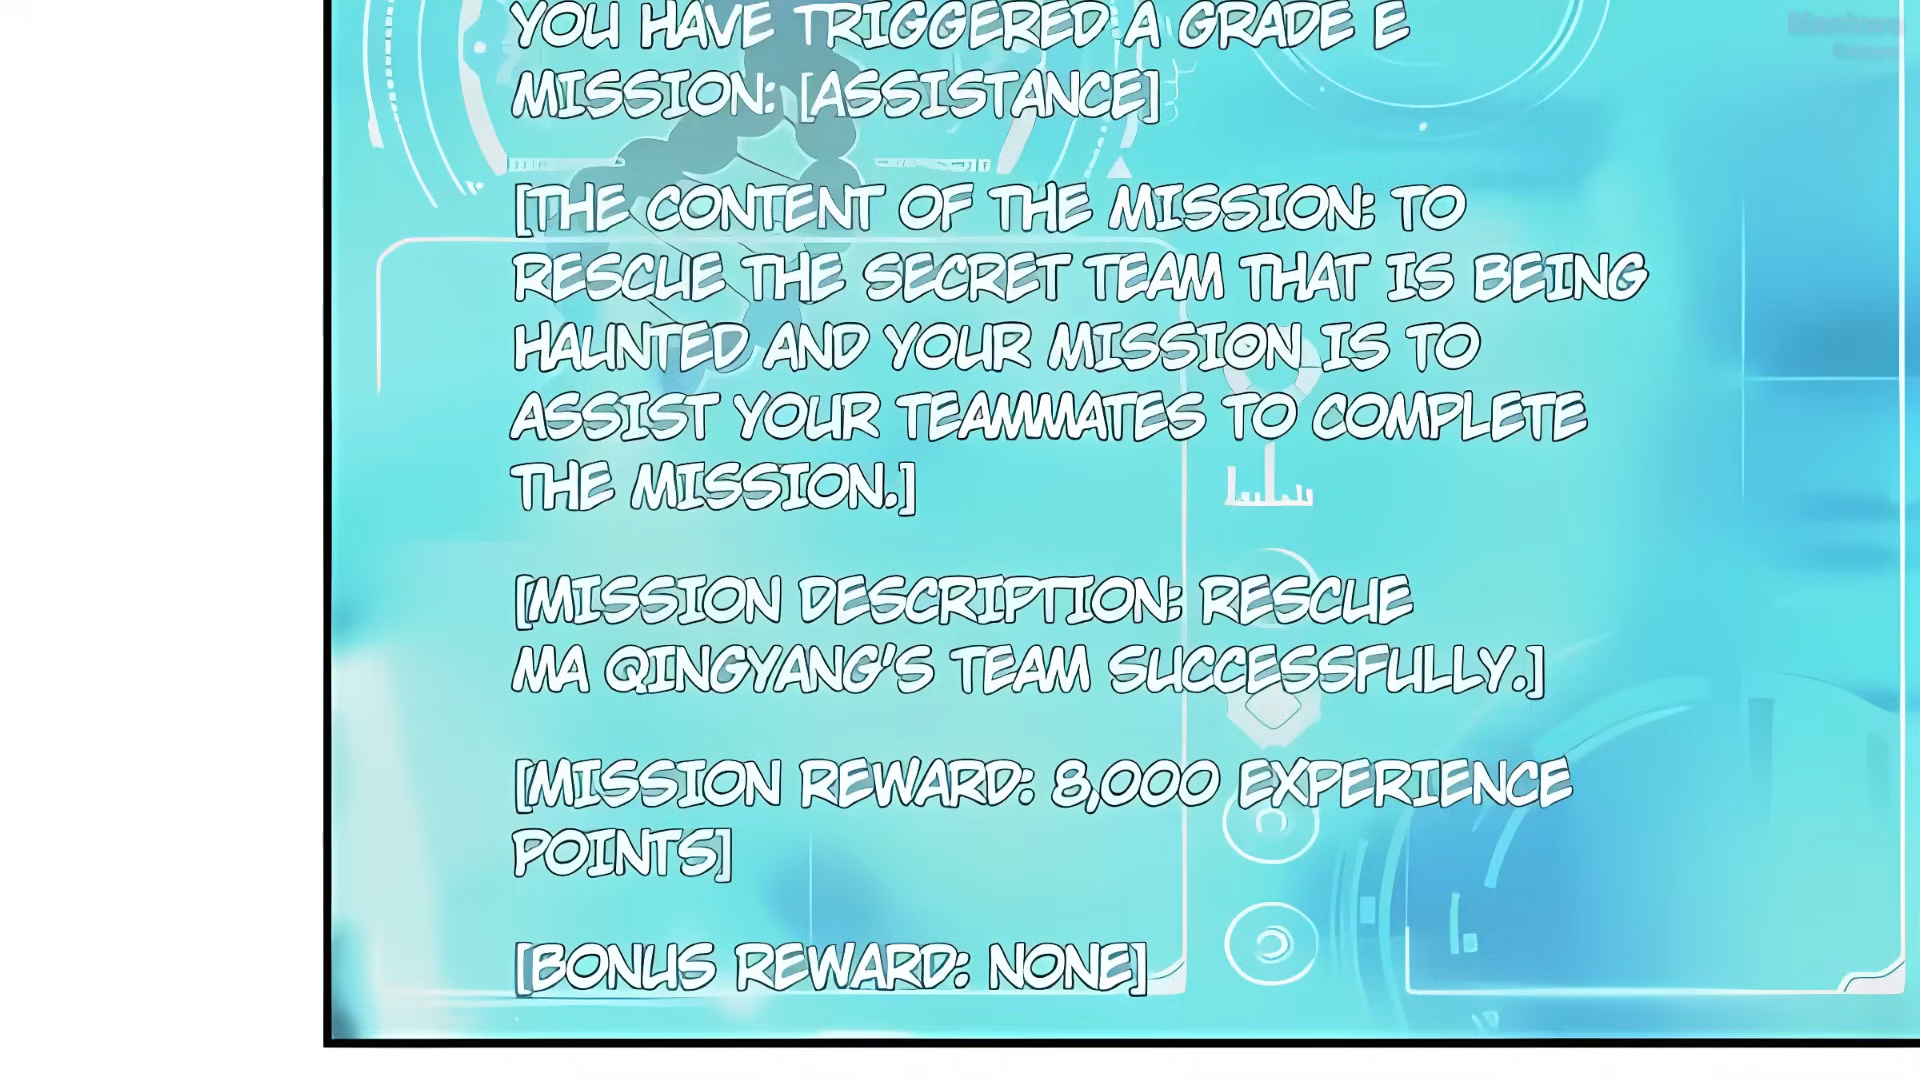 YOU HAVE TRIGGERED A GRADE E
MISSION: [ASSISTANCE]
[THE CONTENT OF THE MISSION: TO
RESCUE THE SECRET TEAM THAT IS BEING
HAUNTED AND YOUR MISSION IS TO
ASSIST YOUR TEAMMATES TO COMPLETE
THE MISSION.]
[MISSION DESCRIPTION: RESCUE
MA QINGYANG'S TEAM SUCCESSFULLY.]
[MISSION REWARD: 8,000 EXPERIENCE
POINTS]
[BONUS REWARD: NONE]